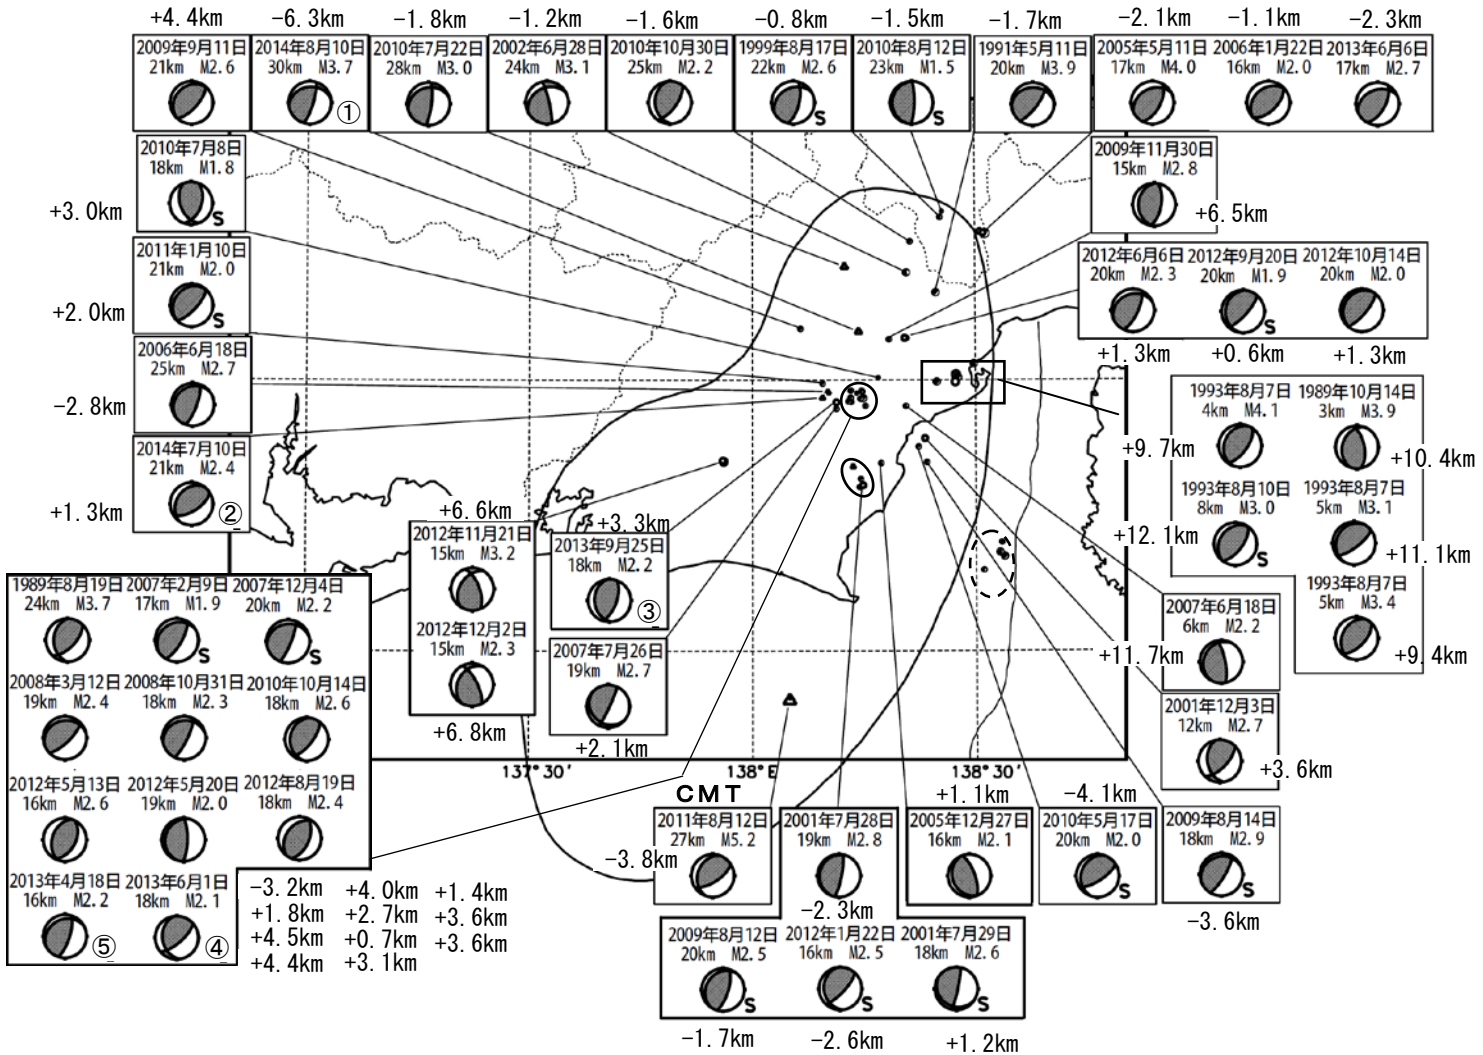 +4.4km −6.3km −1.8km −1.2km −1.6km −0.8km −1.5km −1.7km −2.1km −1.1km −2.3km
2009年9月11日 2014年8月10日 2010年7月22日 2002年6月28日 2010年10月30日 1999年8月17日 2010年8月12日 1991年5月11日 2005年5月11日 2006年1月22日 2013年6月6日
21km M2.6 30km M3.7 28km M3.0 24km M3.1 25km M2.2 22km M2.6 23km M1.5 20km M3.9 17km M4.0 16km M2.0 17km M2.7
① S S
2010年7月8日
18km M1.8
S
+3.0km
2009年11月30日
15km M2.8
+6.5km
2011年1月10日
21km M2.0
S
+2.0km
2012年6月6日 2012年9月20日 2012年10月14日
20km M2.3 20km M1.9 20km M2.0
S
+1.3km +0.6km +1.3km
2006年6月18日
25km M2.7
−2.8km
2014年7月10日
21km M2.4
②
+1.3km
1993年8月7日 1989年10月14日
4km M4.1 3km M3.9
+9.7km +10.4km
1993年8月10日 1993年8月7日
8km M3.0 5km M3.1
S
+12.1km +11.1km
1993年8月7日
5km M3.4
+9.4km
+6.6km
2012年11月21日
15km M3.2
2012年12月2日
15km M2.3
+6.8km
+3.3km
2013年9月25日
18km M2.2
③
2007年7月26日
19km M2.7
+2.1km
2007年6月18日
6km M2.2
+11.7km
2001年12月3日
12km M2.7
+3.6km
1989年8月19日 2007年2月9日 2007年12月4日
24km M3.7 17km M1.9 20km M2.2
S S
2008年3月12日 2008年10月31日 2010年10月14日
19km M2.4 18km M2.3 18km M2.6
2012年5月13日 2012年5月20日 2012年8月19日
16km M2.6 19km M2.0 18km M2.4
2013年4月18日 2013年6月1日
16km M2.2 18km M2.1
⑤ ④
−3.2km +4.0km +1.4km
+1.8km +2.7km +3.6km
+4.5km +0.7km +3.6km
+4.4km +3.1km
137°30′ 138°E 138°30′
CMT
2011年8月12日
27km M5.2
−3.8km
2001年7月28日
19km M2.8
−2.3km
+1.1km
2005年12月27日
16km M2.1
−4.1km
2010年5月17日
20km M2.0
S
2009年8月14日
18km M2.9
S
−3.6km
2009年8月12日 2012年1月22日 2001年7月29日
20km M2.5 16km M2.5 18km M2.6
S S S
−1.7km −2.6km +1.2km